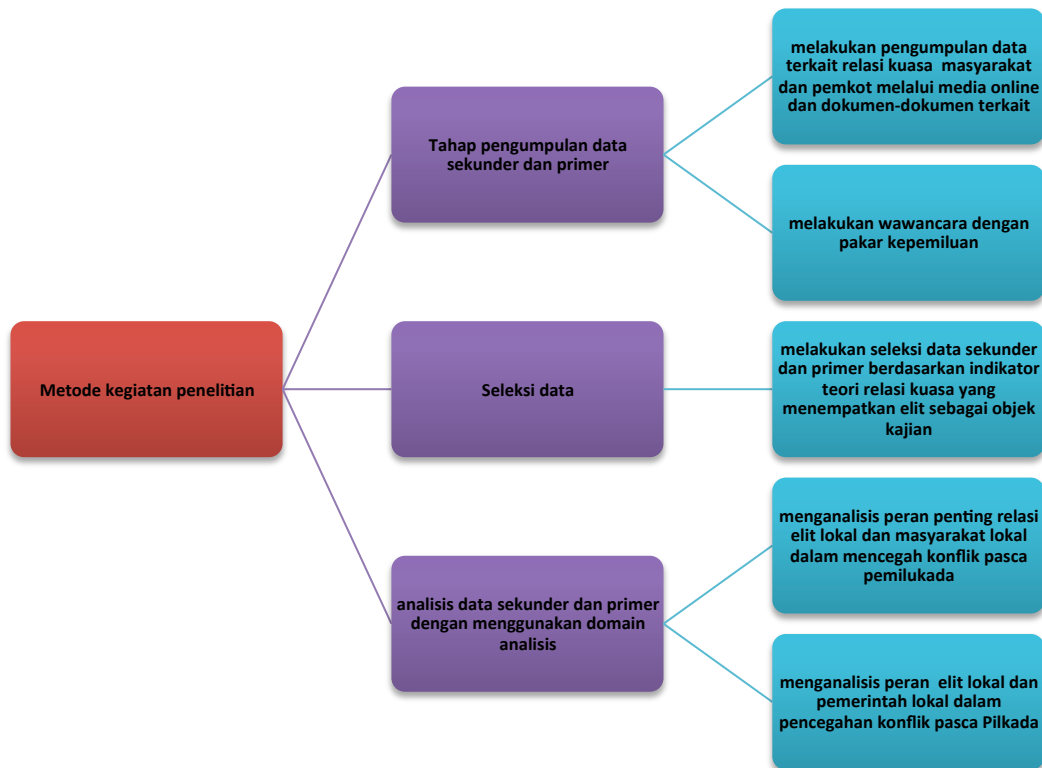 Metode kegiatan penelitian
Tahap pengumpulan data
sekunder dan primer
melakukan pengumpulan data
terkait relasi kuasa masyarakat
dan pemkot melalui media online
dan dokumen-dokumen terkait
melakukan wawancara dengan
pakar kepemiluan
Seleksi data
melakukan seleksi data sekunder
dan primer berdasarkan indikator
teori relasi kuasa yang
menempatkan elit sebagai objek
kajian
analisis data sekunder dan primer
dengan menggunakan domain
analisis
menganalisis peran penting relasi
elit lokal dan masyarakat lokal
dalam mencegah konflik pasca
pemilukada
menganalisis peran elit lokal dan
pemerintah lokal dalam
pencegahan konflik pasca Pilkada